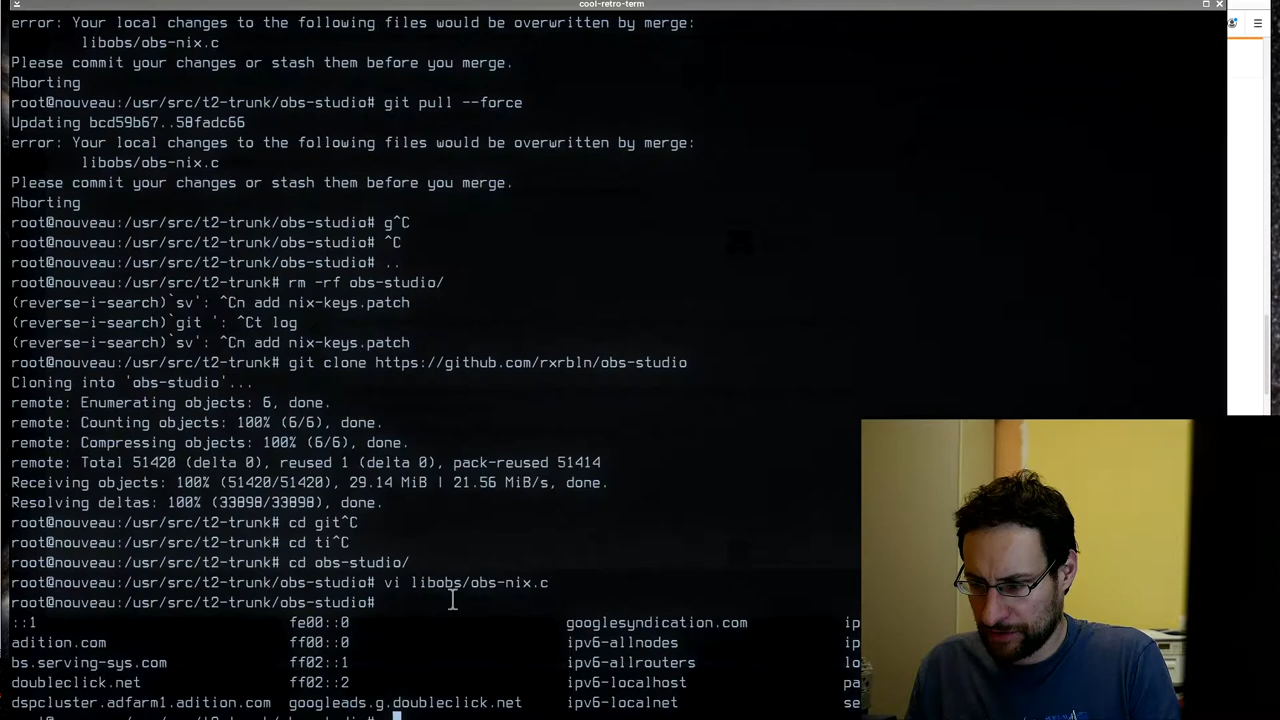 cool-retro-term
error: Your local changes to the following files would be overwritten by merge:
libobs/obs-nix.c
Please commit your changes or stash them before you merge.
Aborting
root@nouveau:/usr/src/t2-trunk/obs-studio# git pull --force
Updating bcd59b67..58fadc66
error: Your local changes to the following files would be overwritten by merge:
libobs/obs-nix.c
Please commit your changes or stash them before you merge.
Aborting
root@nouveau:/usr/src/t2-trunk/obs-studio# g^C
root@nouveau:/usr/src/t2-trunk/obs-studio# ^C
root@nouveau:/usr/src/t2-trunk/obs-studio# ..
root@nouveau:/usr/src/t2-trunk# rm -rf obs-studio/
(reverse-i-search)`sv': ^Cn add nix-keys.patch
(reverse-i-search)`git ': ^Ct log
(reverse-i-search)`sv': ^Cn add nix-keys.patch
root@nouveau:/usr/src/t2-trunk# git clone https://github.com/rxrbln/obs-studio
Cloning into 'obs-studio'...
remote: Enumerating objects: 6, done.
remote: Counting objects: 100% (6/6), done.
remote: Compressing objects: 100% (6/6), done.
remote: Total 51420 (delta 0), reused 1 (delta 0), pack-reused 51414
Receiving objects: 100% (51420/51420), 29.14 MiB | 21.56 MiB/s, done.
Resolving deltas: 100% (33898/33898), done.
root@nouveau:/usr/src/t2-trunk# cd git^C
root@nouveau:/usr/src/t2-trunk# cd ti^C
root@nouveau:/usr/src/t2-trunk# cd obs-studio/
root@nouveau:/usr/src/t2-trunk/obs-studio# vi libobs/obs-nix.c
root@nouveau:/usr/src/t2-trunk/obs-studio#
::1 fe00::0 googlesyndication.com ip
adition.com ff00::0 ipv6-allnodes ip
bs.serving-sys.com ff02::1 ipv6-allrouters lo
doubleclick.net ff02::2 ipv6-localhost pa
dspcluster.adfarm1.adition.com googleads.g.doubleclick.net ipv6-localnet se